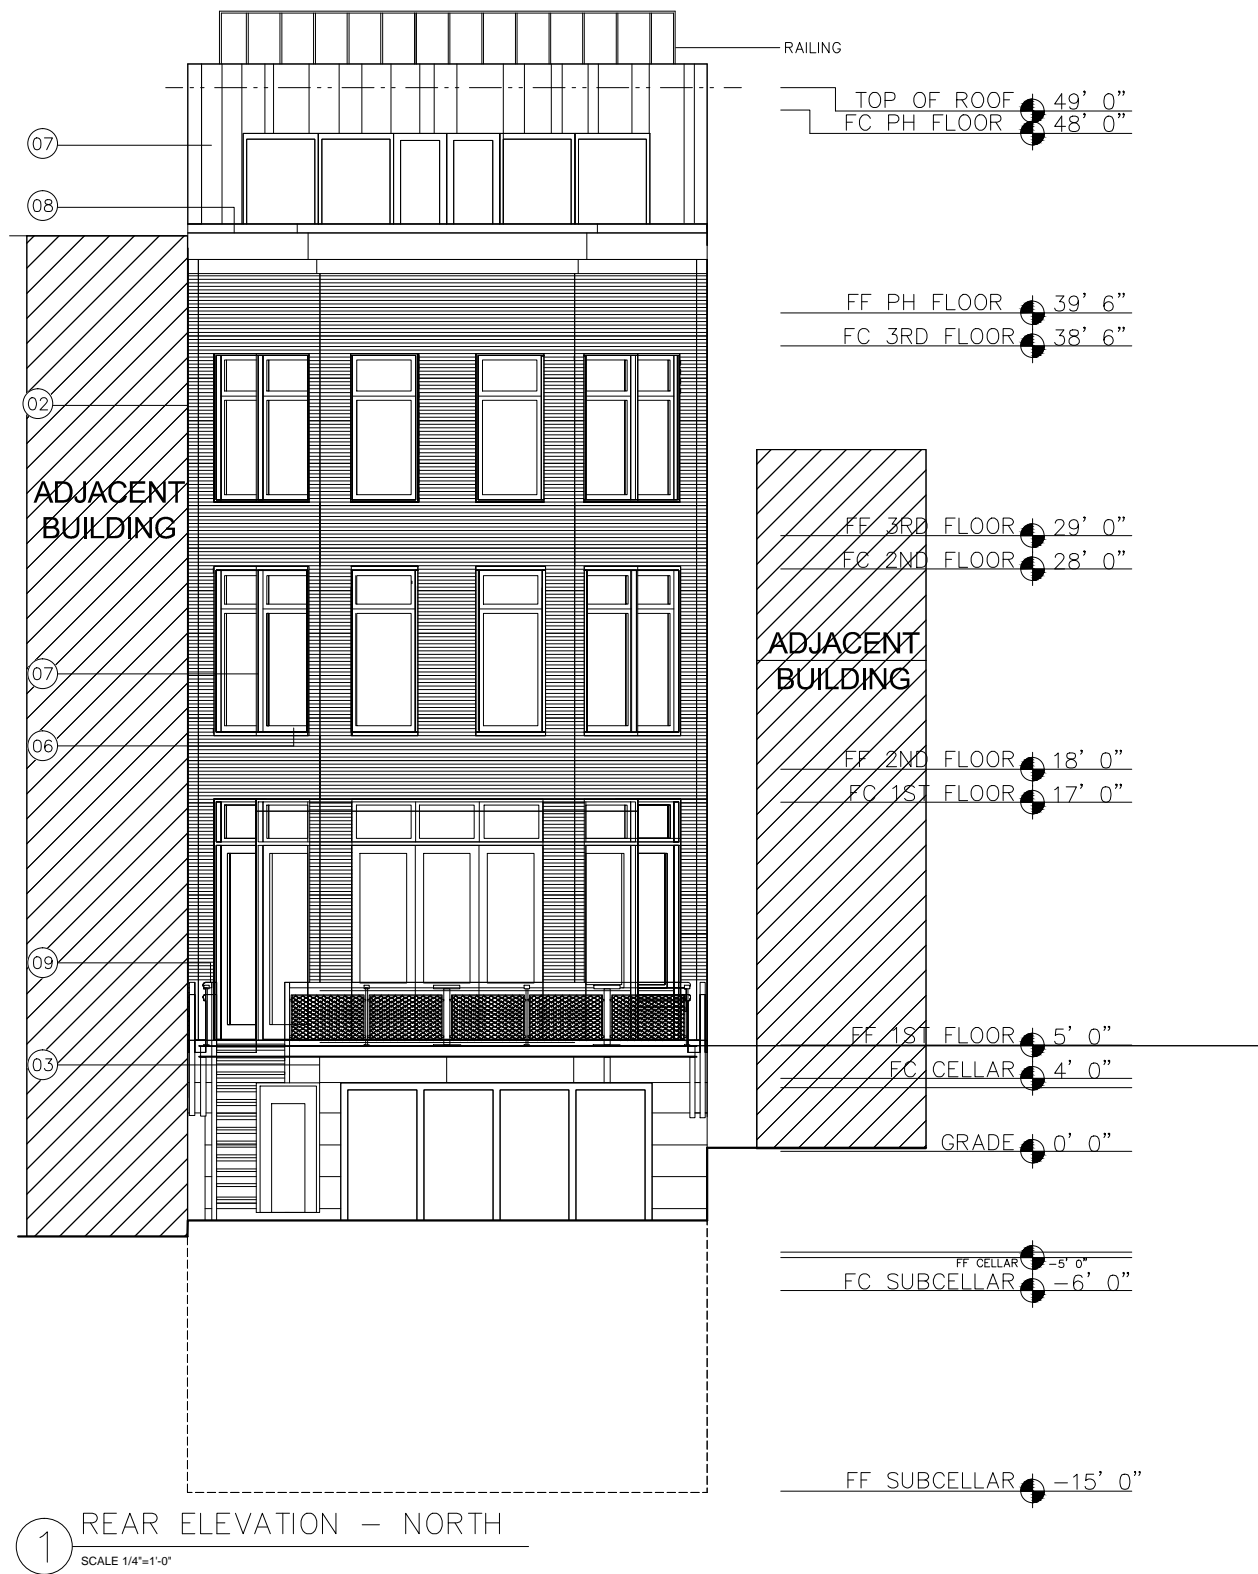 RAILING
TOP OF ROOF 49' 0"
FC PH FLOOR 48' 0"
07
08
FF PH FLOOR 39' 6"
FC 3RD FLOOR 38' 6"
02
ADJACENT
BUILDING
FF 3RD FLOOR 29' 0"
FC 2ND FLOOR 28' 0"
ADJACENT
BUILDING
07
06
FF 2ND FLOOR 18' 0"
FC 1ST FLOOR 17' 0"
09
FF 1ST FLOOR 5' 0"
03
FC CELLAR 4' 0"
GRADE 0' 0"
FF CELLAR -5' 0"
FC SUBCELLAR -6' 0"
FF SUBCELLAR -15' 0"
1 REAR ELEVATION - NORTH
SCALE 1/4"=1'-0"